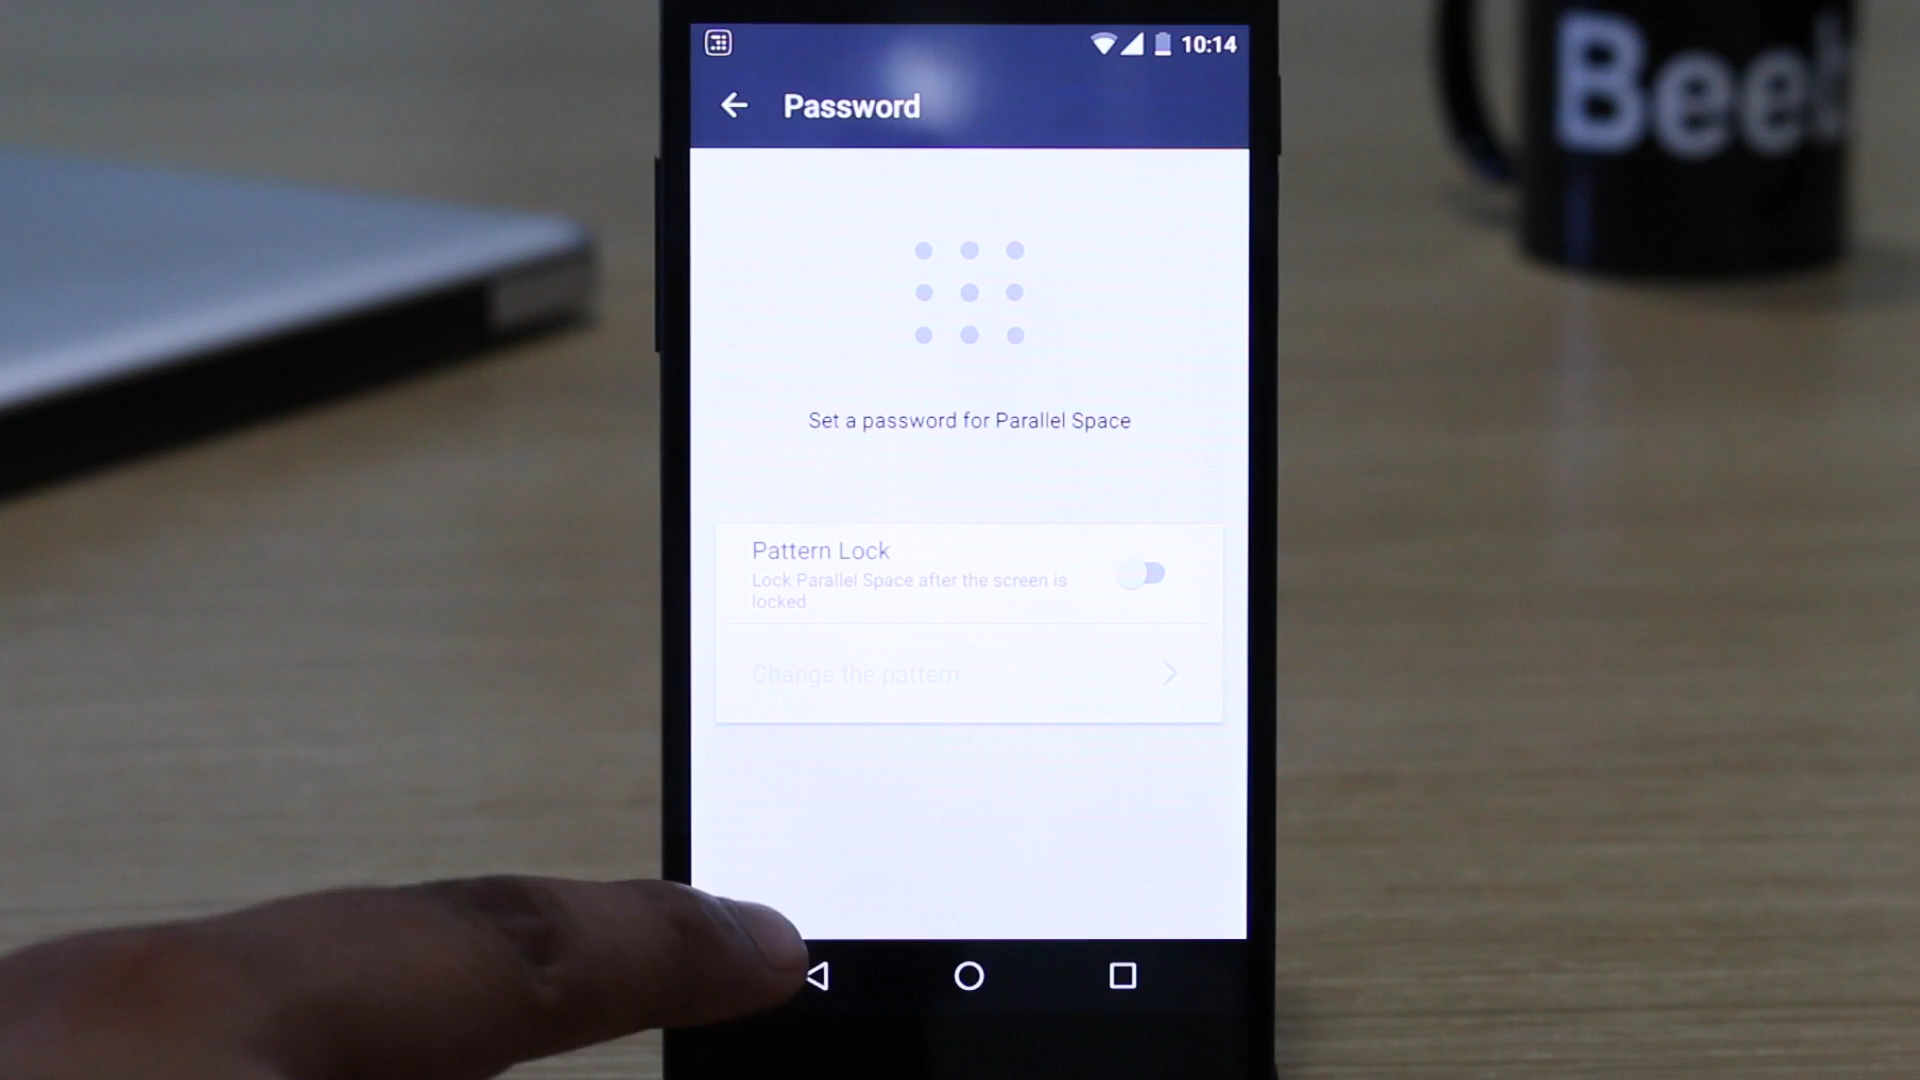 10:14
Password
Set a password for Parallel Space
Pattern Lock
Lock Parallel Space after the screen is
locked
Change the pattern